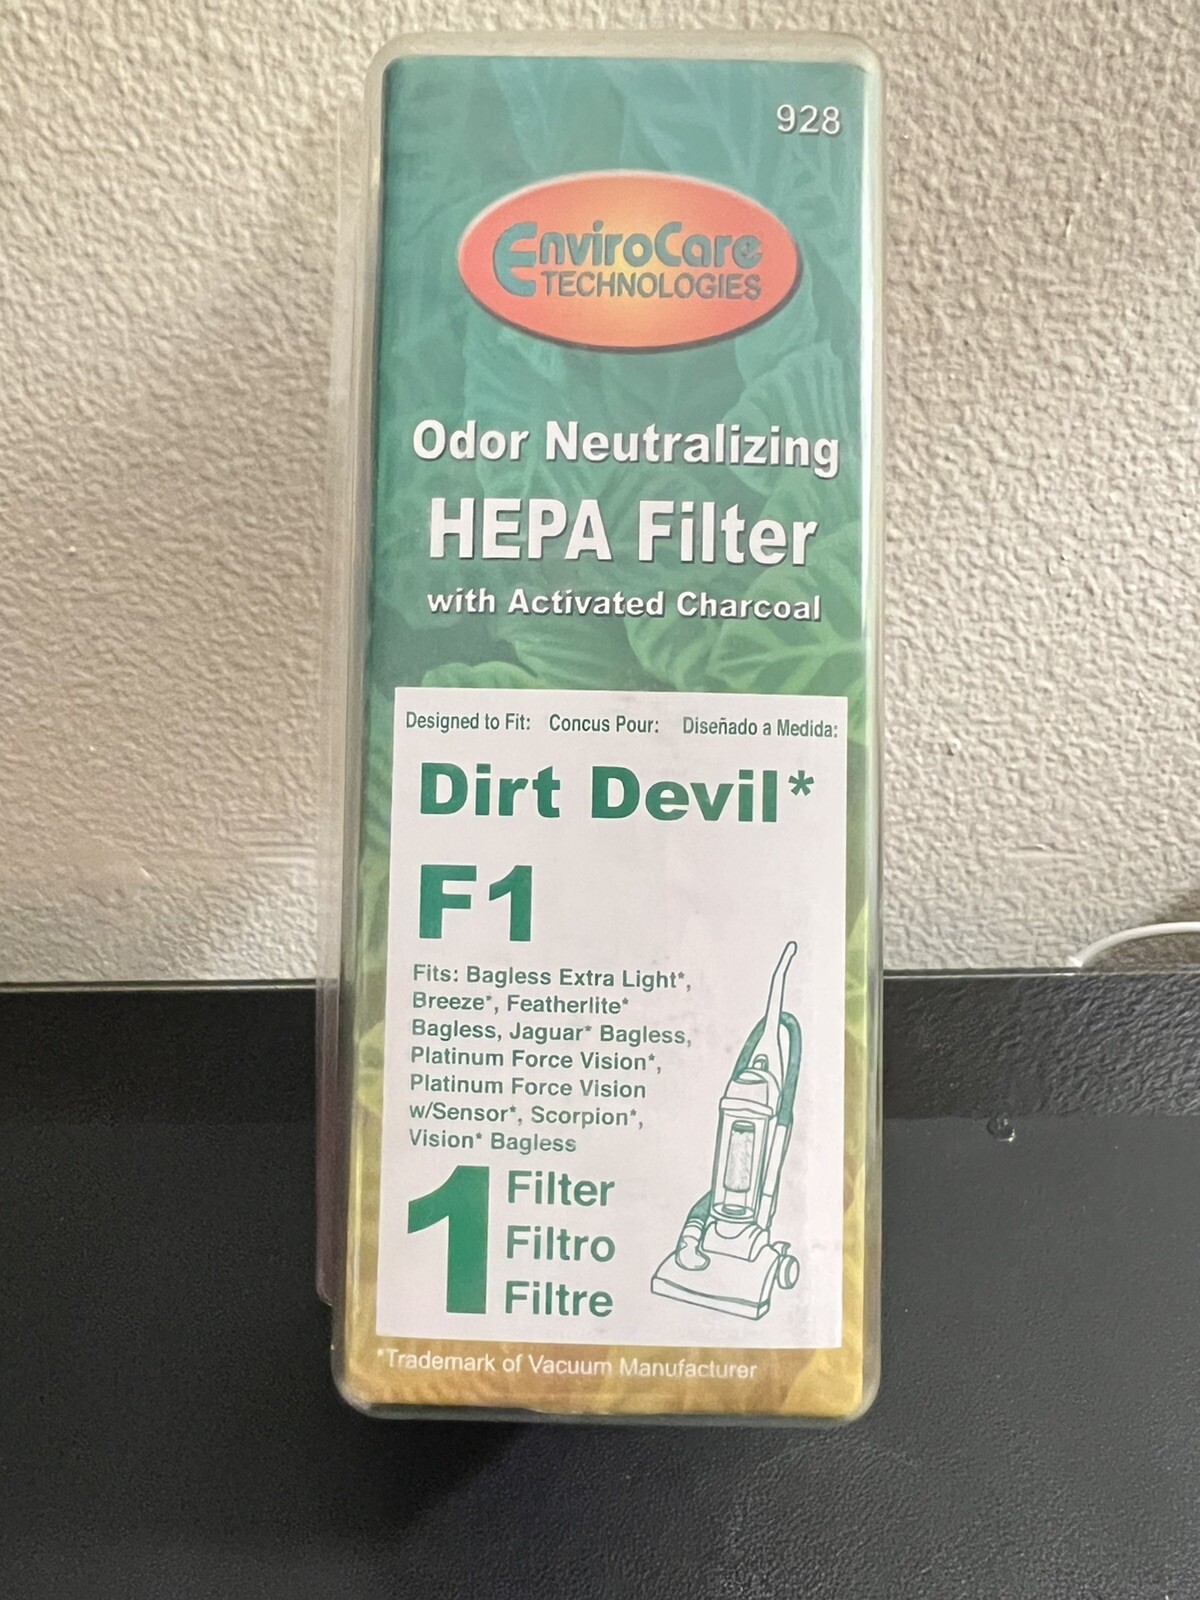 928
EnviroCare
TECHNOLOGIES
Odor Neutralizing
HEPA Filter
with Activated Charcoal
Designed to Fit: Concus Pour: Diseñado a Medida:
Dirt Devil*
F1
Fits: Bagless Extra Light*,
Breeze*, Featherlite*
Bagless, Jaguar* Bagless,
Platinum Force Vision*,
Platinum Force Vision
w/Sensor*, Scorpion*,
Vision* Bagless
1 Filter
Filtro
Filtre
*Trademark of Vacuum Manufacturer